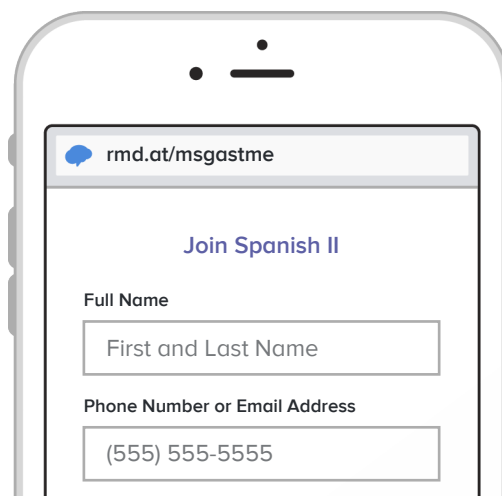 rmd.at/msgastme
Join Spanish II
Full Name
First and Last Name
Phone Number or Email Address
(555) 555-5555